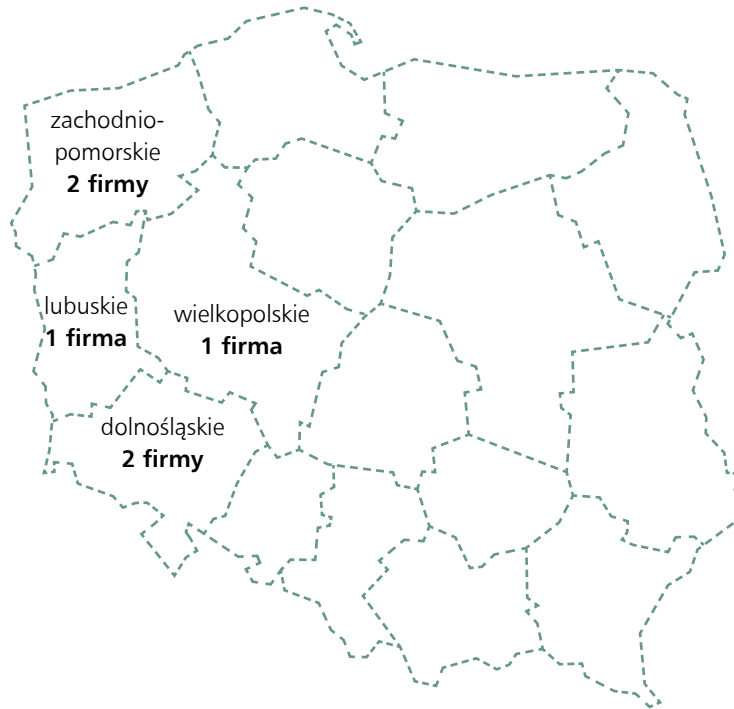 zachodnio-
pomorskie
2 firmy
lubuskie
1 firma
wielkopolskie
1 firma
dolnośląskie
2 firmy